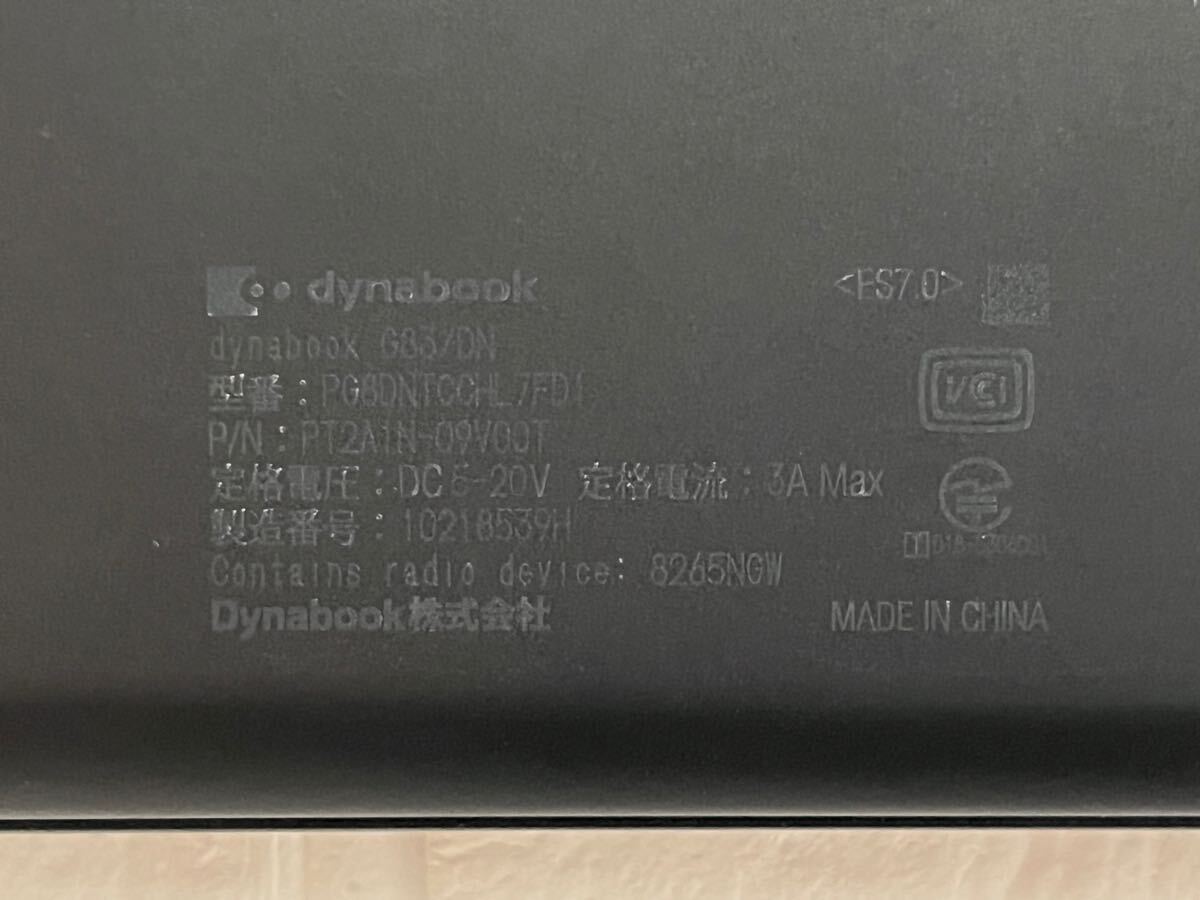 dynabook
<FS7.0>
dynabook G83/DN
型番：PG8DNTCCHL7FD1
VCCI
P/N：PT2A1N-09V00T
定格電圧：DC 5-20V 定格電流：3A Max
製造番号：10218539H
Contains radio device: 8265NGW
Dynabook株式会社
MADE IN CHINA